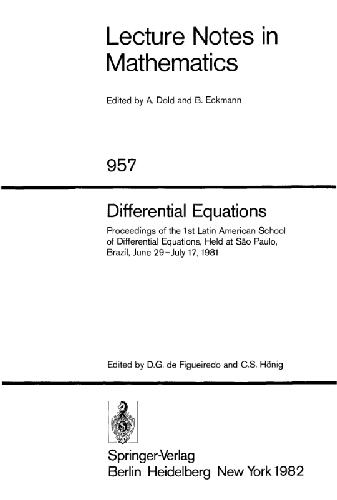 Lecture Notes in
Mathematics
Edited by A. Dold and B. Eckmann
957
Differential Equations
Proceedings of the 1st Latin American School
of Differential Equations, Held at São Paulo,
Brazil, June 29–July 17, 1981
Edited by D.G. de Figueiredo and C.S. Hönig
Springer-Verlag
Berlin Heidelberg New York 1982